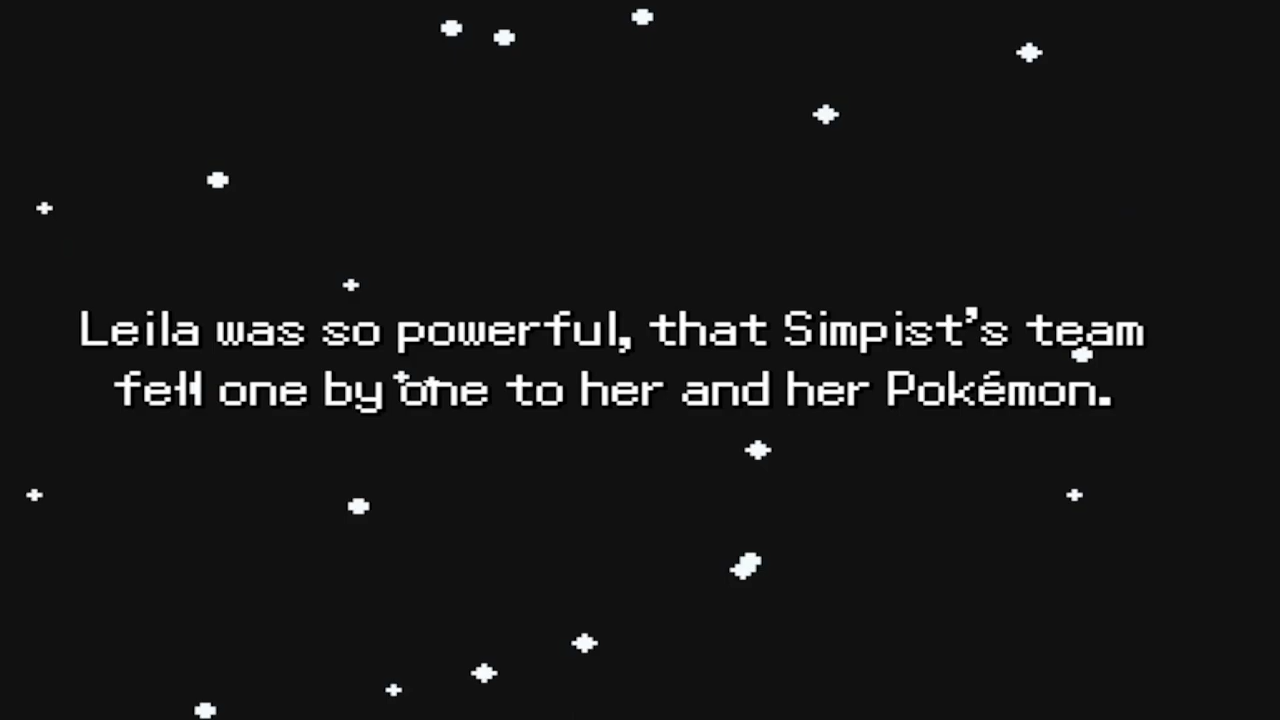 Leila was so powerful, that Simpist's team
fell one by one to her and her Pokémon.